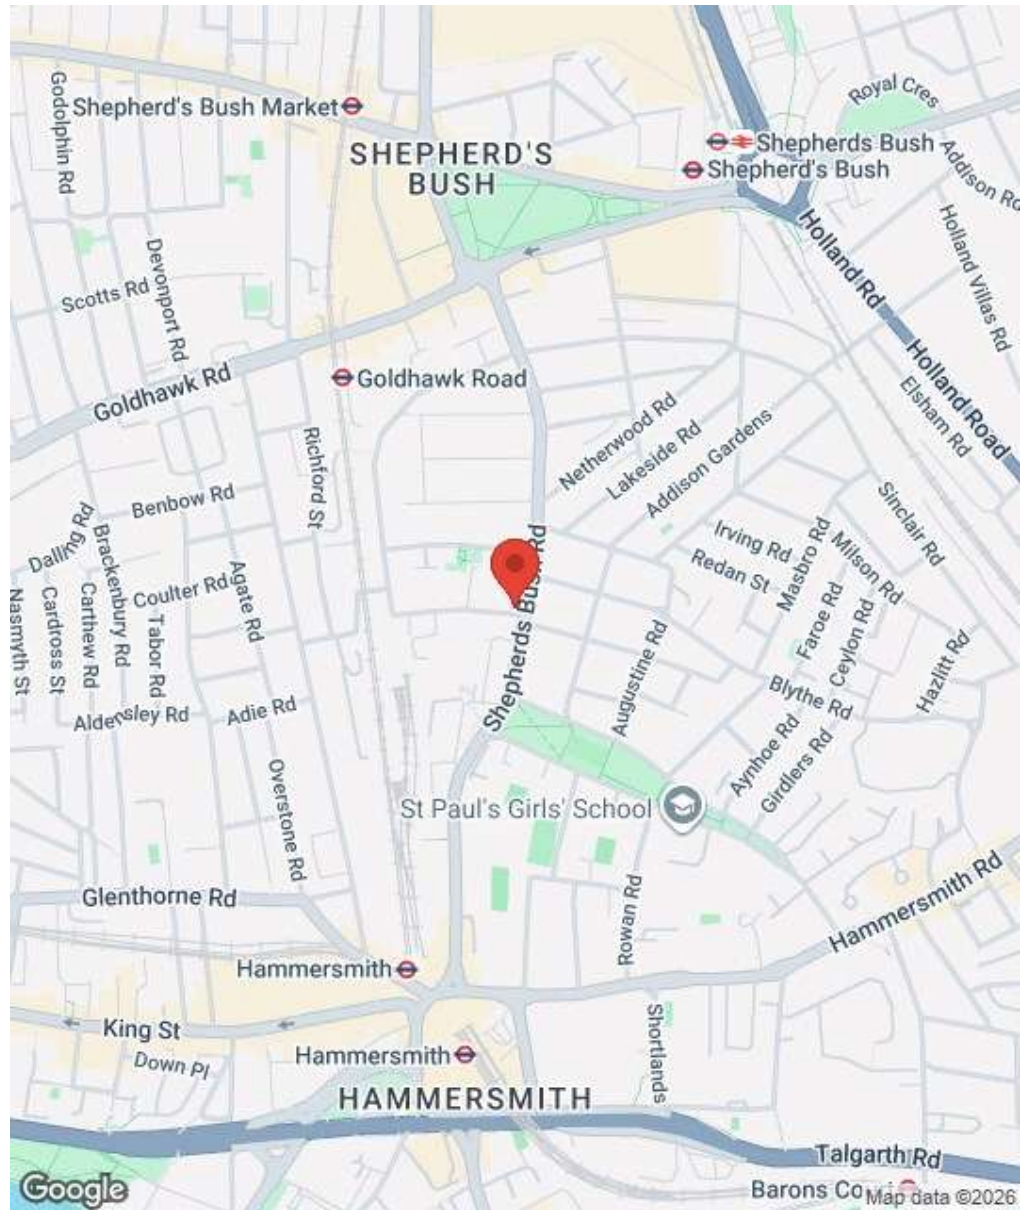 Royal Cres
Godolphin Rd
Shepherd's Bush Market
Shepherds Bush
SHEPHERD'S
BUSH
Shepherd's Bush
Addison Rd
Holland Rd
Holland Villas Rd
Devonport Rd
Scotts Rd
Goldhawk Rd
Goldhawk Road
Holland Road
Elsham Rd
Netherwood Rd
Lakeside Rd
Addison Gardens
Richford St
Benbow Rd
Sinclair Rd
Dalling Rd
Brackenbury Rd
Irving Rd
Redan St
Masbro Rd
Milson Rd
Shepherds Bush Rd
Coulter Rd
Agate Rd
Nasmyth St
Cardross St
Carthew Rd
Tabor Rd
Faroe Rd
Ceylon Rd
Hazlitt Rd
Augustine Rd
Blythe Rd
Aldensley Rd
Adie Rd
Aynhoe Rd
Girdlers Rd
Overstone Rd
St Paul's Girls' School
Glenthorne Rd
Rowan Rd
Hammersmith Rd
Hammersmith
King St
Down Pl
Hammersmith
Shortlands
HAMMERSMITH
Talgarth Rd
Barons Cour
Google
Map data ©2026